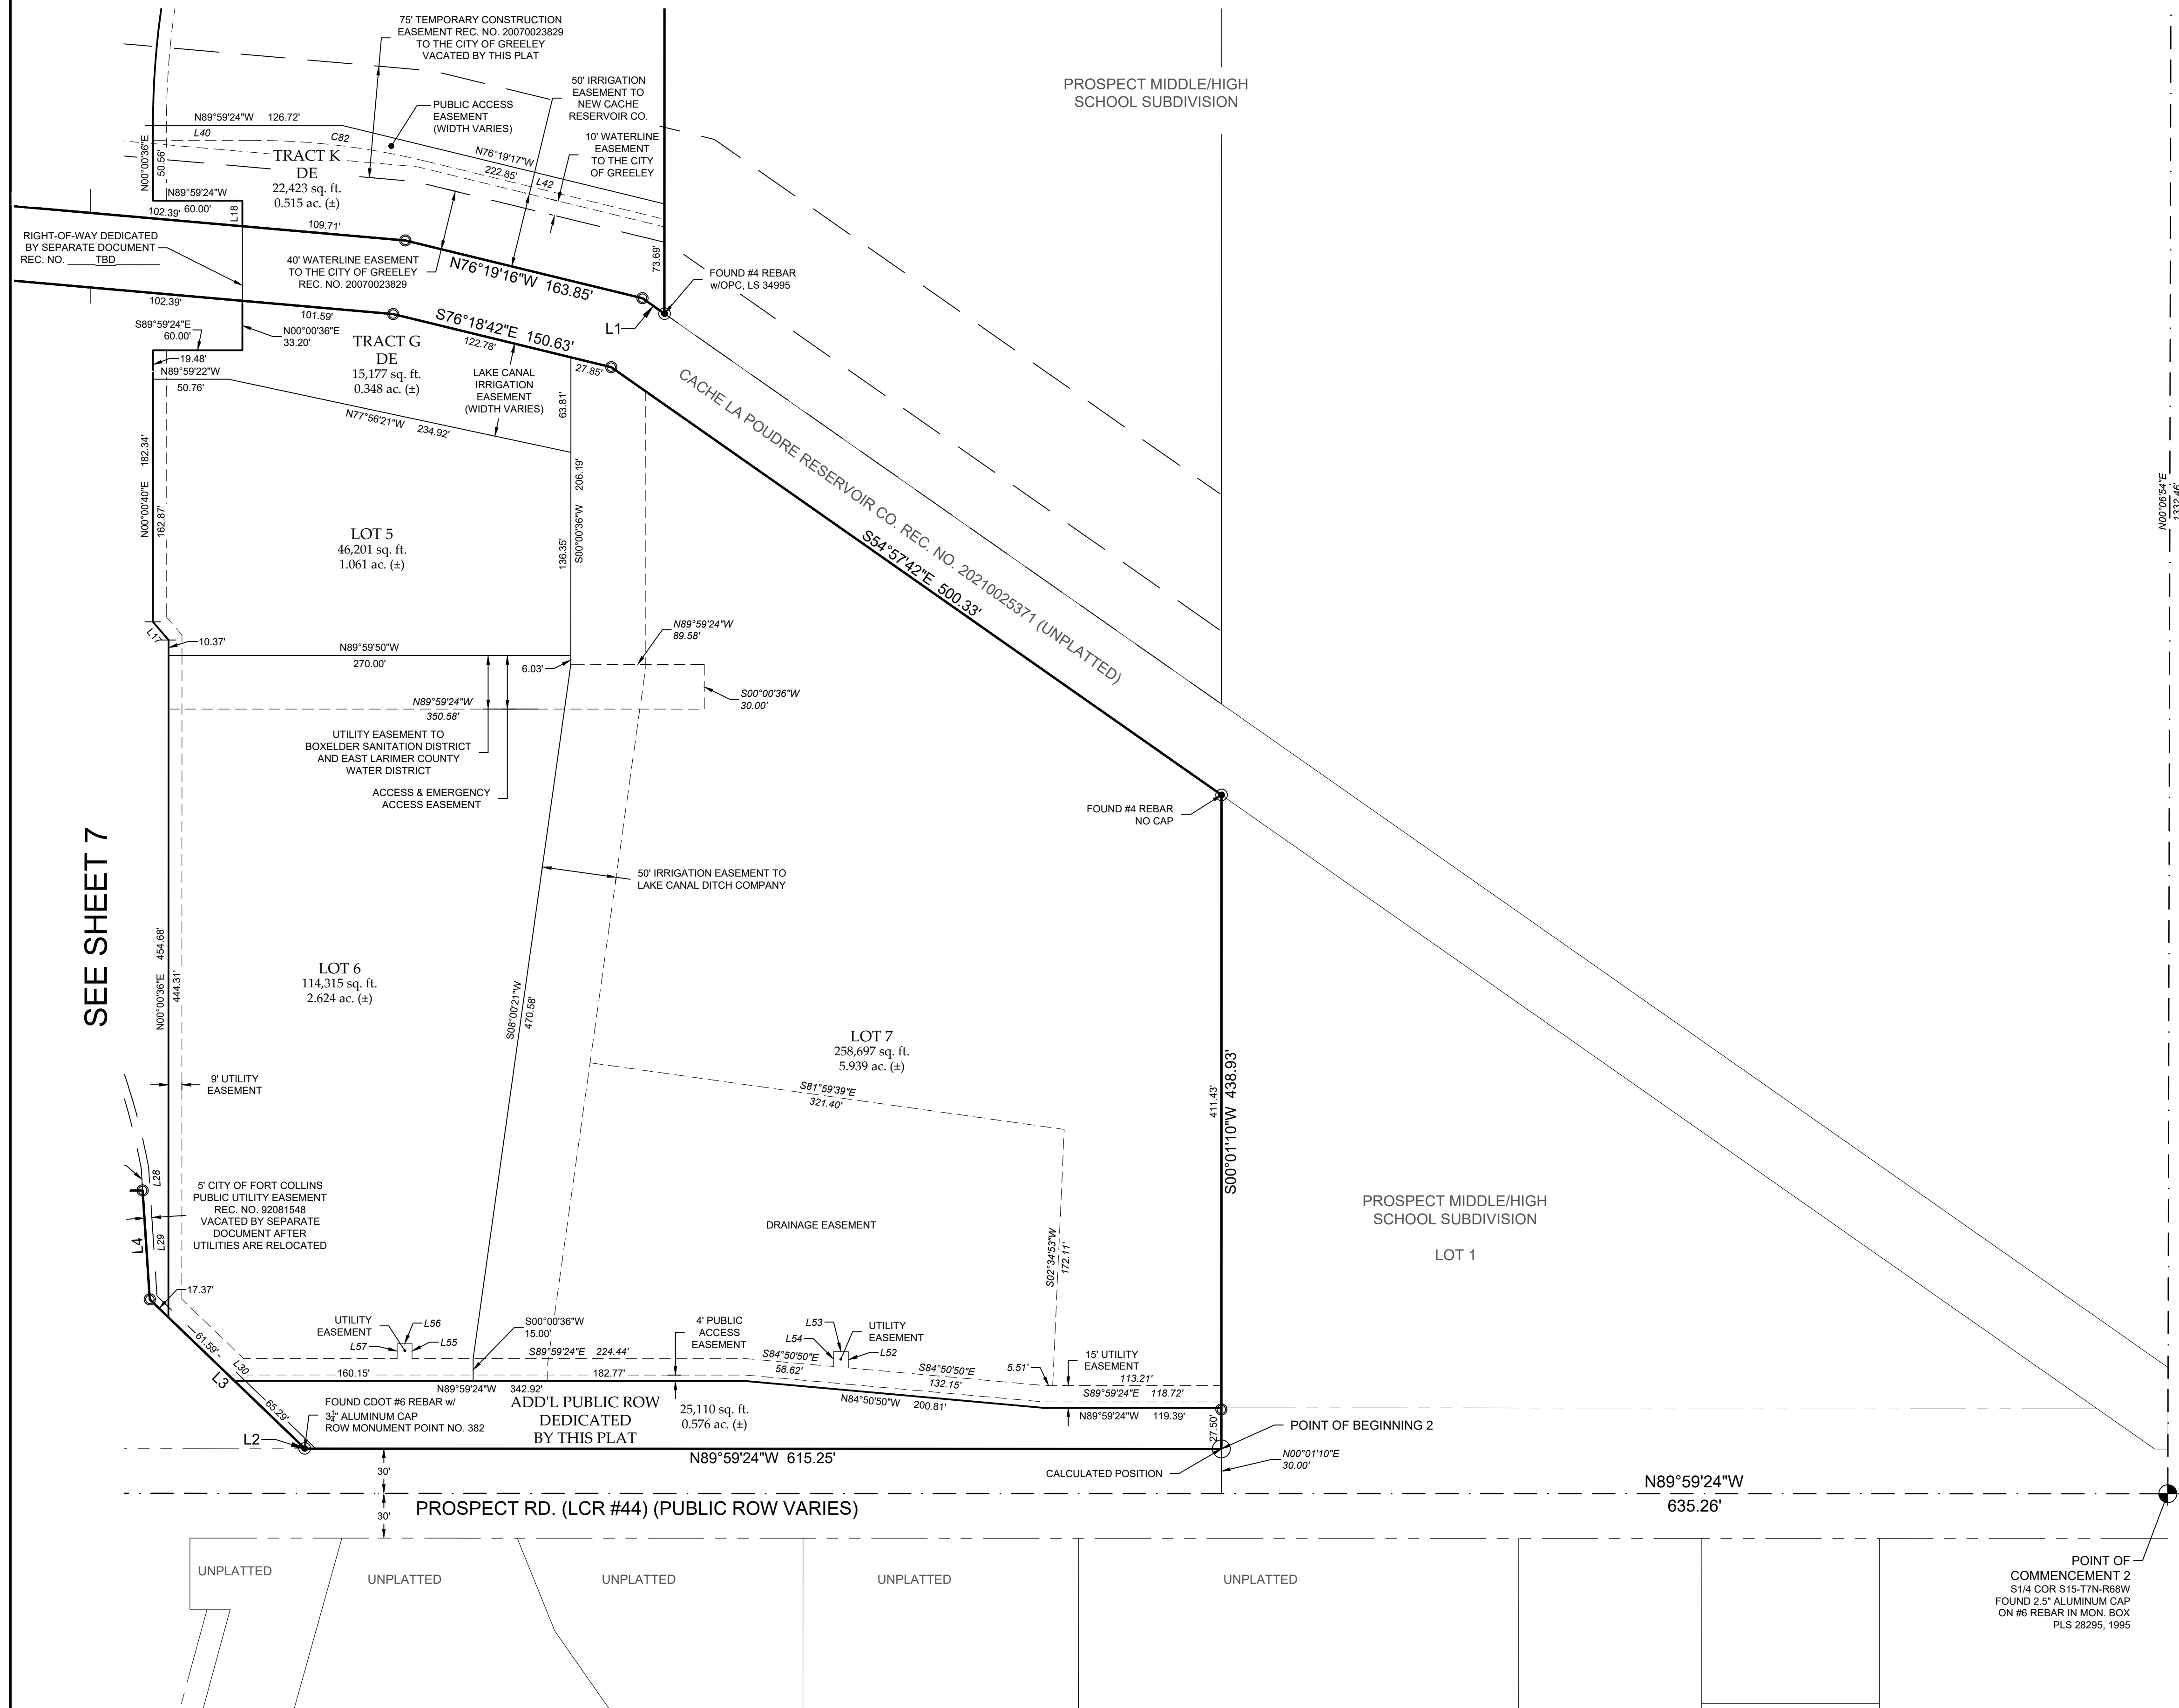 75' TEMPORARY CONSTRUCTION
EASEMENT REC. NO. 20070023829
TO THE CITY OF GREELEY
VACATED BY THIS PLAT
50' IRRIGATION
EASEMENT TO
NEW CACHE
RESERVOIR CO.
PROSPECT MIDDLE/HIGH
SCHOOL SUBDIVISION
PUBLIC ACCESS
EASEMENT
(WIDTH VARIES)
10' WATERLINE
EASEMENT
TO THE CITY
OF GREELEY
N89°59'24"W 126.72'
L40
C82
N76°19'17"W
222.85'
L42
N00°00'36"E
50.56'
TRACT K
DE
22,423 sq. ft.
0.515 ac. (±)
N89°59'24"W
60.00'
L18
102.39'
109.71'
RIGHT-OF-WAY DEDICATED
BY SEPARATE DOCUMENT
REC. NO. TBD
40' WATERLINE EASEMENT
TO THE CITY OF GREELEY
REC. NO. 20070023829
N76°19'16"W 163.85'
73.69'
FOUND #4 REBAR
w/OPC, LS 34995
L1
102.39'
101.59'
S89°59'24"E
60.00'
N00°00'36"E
33.20'
S76°18'42"E 150.63'
122.78'
27.85'
TRACT G
DE
15,177 sq. ft.
0.348 ac. (±)
19.48'
N89°59'22"W
50.76'
LAKE CANAL
IRRIGATION
EASEMENT
(WIDTH VARIES)
N77°56'21"W 234.92'
63.81'
CACHE LA POUDRE RESERVOIR CO. REC. NO. 20210025371 (UNPLATTED)
S54°57'42"E 500.33'
N00°06'54"E
1332.46'
N00°00'40"E 182.34'
162.87'
S00°00'36"W 206.19'
136.35'
LOT 5
46,201 sq. ft.
1.061 ac. (±)
L17
10.37'
N89°59'50"W
270.00'
6.03'
N89°59'24"W
89.58'
S00°00'36"W
30.00'
N89°59'24"W
350.58'
UTILITY EASEMENT TO
BOXELDER SANITATION DISTRICT
AND EAST LARIMER COUNTY
WATER DISTRICT
ACCESS & EMERGENCY
ACCESS EASEMENT
FOUND #4 REBAR
NO CAP
SEE SHEET 7
50' IRRIGATION EASEMENT TO
LAKE CANAL DITCH COMPANY
N00°00'36"E 454.68'
444.31'
LOT 6
114,315 sq. ft.
2.624 ac. (±)
S08°00'21"W
470.58'
LOT 7
258,697 sq. ft.
5.939 ac. (±)
9' UTILITY
EASEMENT
S81°59'39"E
321.40'
411.43'
S00°01'10"W 438.93'
L28
5' CITY OF FORT COLLINS
PUBLIC UTILITY EASEMENT
REC. NO. 92081548
VACATED BY SEPARATE
DOCUMENT AFTER
UTILITIES ARE RELOCATED
L4
L29
DRAINAGE EASEMENT
S02°34'53"W
172.11'
PROSPECT MIDDLE/HIGH
SCHOOL SUBDIVISION
LOT 1
17.37'
61.59'
L30
L3
65.29'
UTILITY
EASEMENT
L56
L55
L57
S00°00'36"W
15.00'
S89°59'24"E 224.44'
4' PUBLIC
ACCESS
EASEMENT
L53
L54
L52
UTILITY
EASEMENT
S84°50'50"E
58.62'
S84°50'50"E
132.15'
5.51'
15' UTILITY
EASEMENT
113.21'
S89°59'24"E 118.72'
160.15'
182.77'
N89°59'24"W 342.92'
N84°50'50"W 200.81'
N89°59'24"W 119.39'
27.50'
FOUND CDOT #6 REBAR w/
3¼" ALUMINUM CAP
ROW MONUMENT POINT NO. 382
ADD'L PUBLIC ROW
DEDICATED
BY THIS PLAT
25,110 sq. ft.
0.576 ac. (±)
L2
N89°59'24"W 615.25'
POINT OF BEGINNING 2
CALCULATED POSITION
N00°01'10"E
30.00'
30'
30'
PROSPECT RD. (LCR #44) (PUBLIC ROW VARIES)
N89°59'24"W
635.26'
UNPLATTED
UNPLATTED
UNPLATTED
UNPLATTED
UNPLATTED
POINT OF
COMMENCEMENT 2
S1/4 COR S15-T7N-R68W
FOUND 2.5" ALUMINUM CAP
ON #6 REBAR IN MON. BOX
PLS 28295, 1995